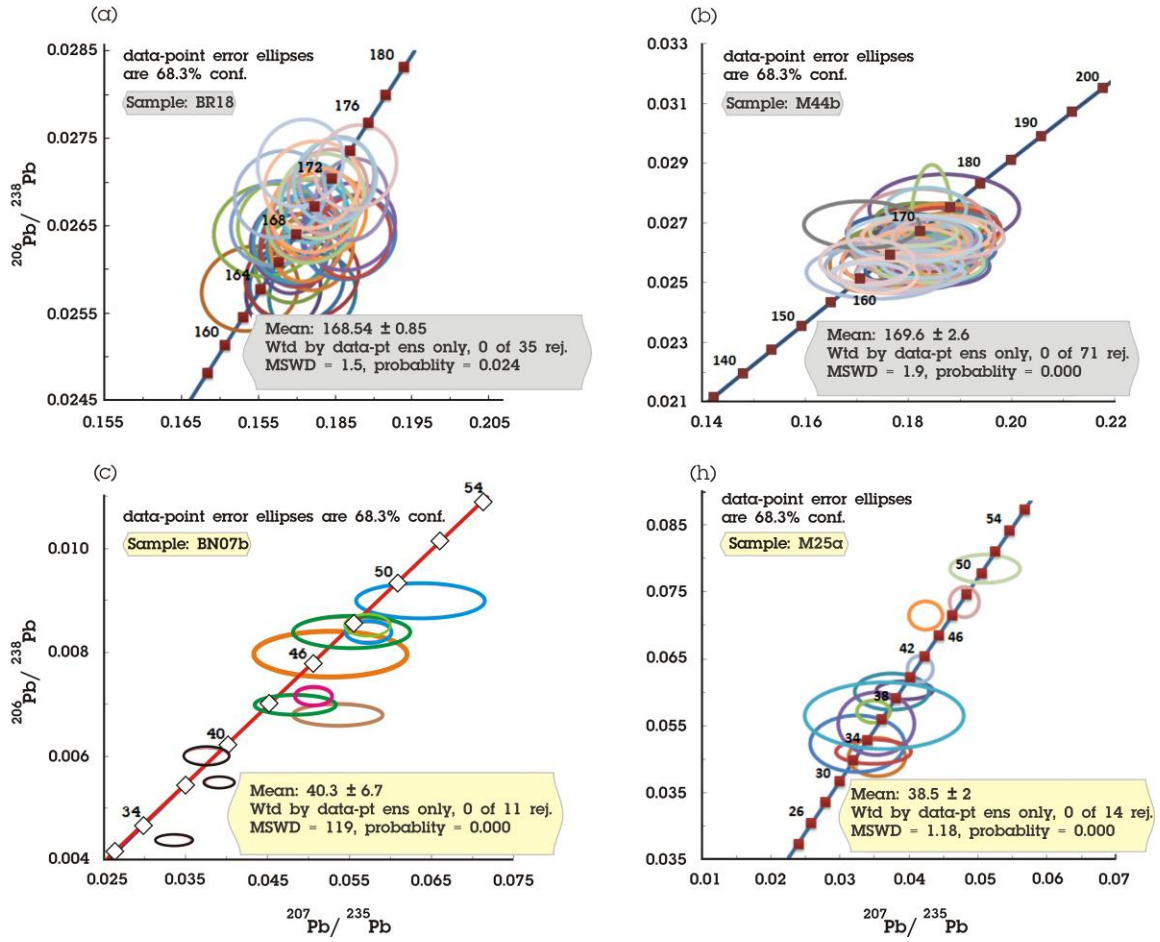 (a)
data-point error ellipses
are 68.3% conf.
Sample: BR18
0.0285
0.0275
0.0265
0.0255
0.0245
206Pb/ 238Pb
180
176
172
168
164
160
Mean: 168.54 ± 0.85
Wtd by data-pt ens only, 0 of 35 rej.
MSWD = 1.5, probablity = 0.024
0.155 0.165 0.155 0.185 0.195 0.205
(b)
data-point error ellipses
are 68.3% conf.
Sample: M44b
0.033
0.031
0.029
0.027
0.025
0.023
0.021
200
190
180
170
160
150
140
Mean: 169.6 ± 2.6
Wtd by data-pt ens only, 0 of 71 rej.
MSWD = 1.9, probablity = 0.000
0.14 0.16 0.18 0.20 0.22
(c)
data-point error ellipses are 68.3% conf.
Sample: BN07b
0.010
0.008
0.006
0.004
206Pb/ 238Pb
54
50
46
40
34
Mean: 40.3 ± 6.7
Wtd by data-pt ens only, 0 of 11 rej.
MSWD = 119, probablity = 0.000
0.025 0.035 0.045 0.055 0.065 0.075
207Pb/ 235Pb
(h)
data-point error ellipses
are 68.3% conf.
Sample: M25a
0.085
0.075
0.065
0.055
0.035
0.035
54
50
46
42
38
34
30
26
Mean: 38.5 ± 2
Wtd by data-pt ens only, 0 of 14 rej.
MSWD = 1.18, probablity = 0.000
0.01 0.02 0.03 0.04 0.05 0.06 0.07
207Pb/ 235Pb